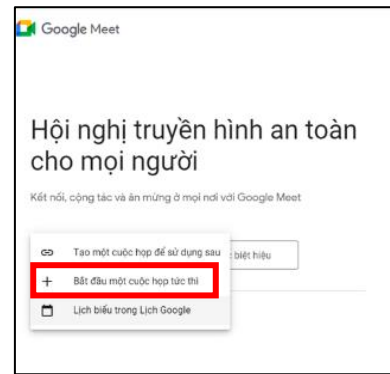 Google Meet
Hội nghị truyền hình an toàn
cho mọi người
Kết nối, cộng tác và ăn mừng ở mọi nơi với Google Meet
Tạo một cuộc họp để sử dụng sau
biệt hiệu
Bắt đầu một cuộc họp tức thì
Lịch biểu trong Lịch Google